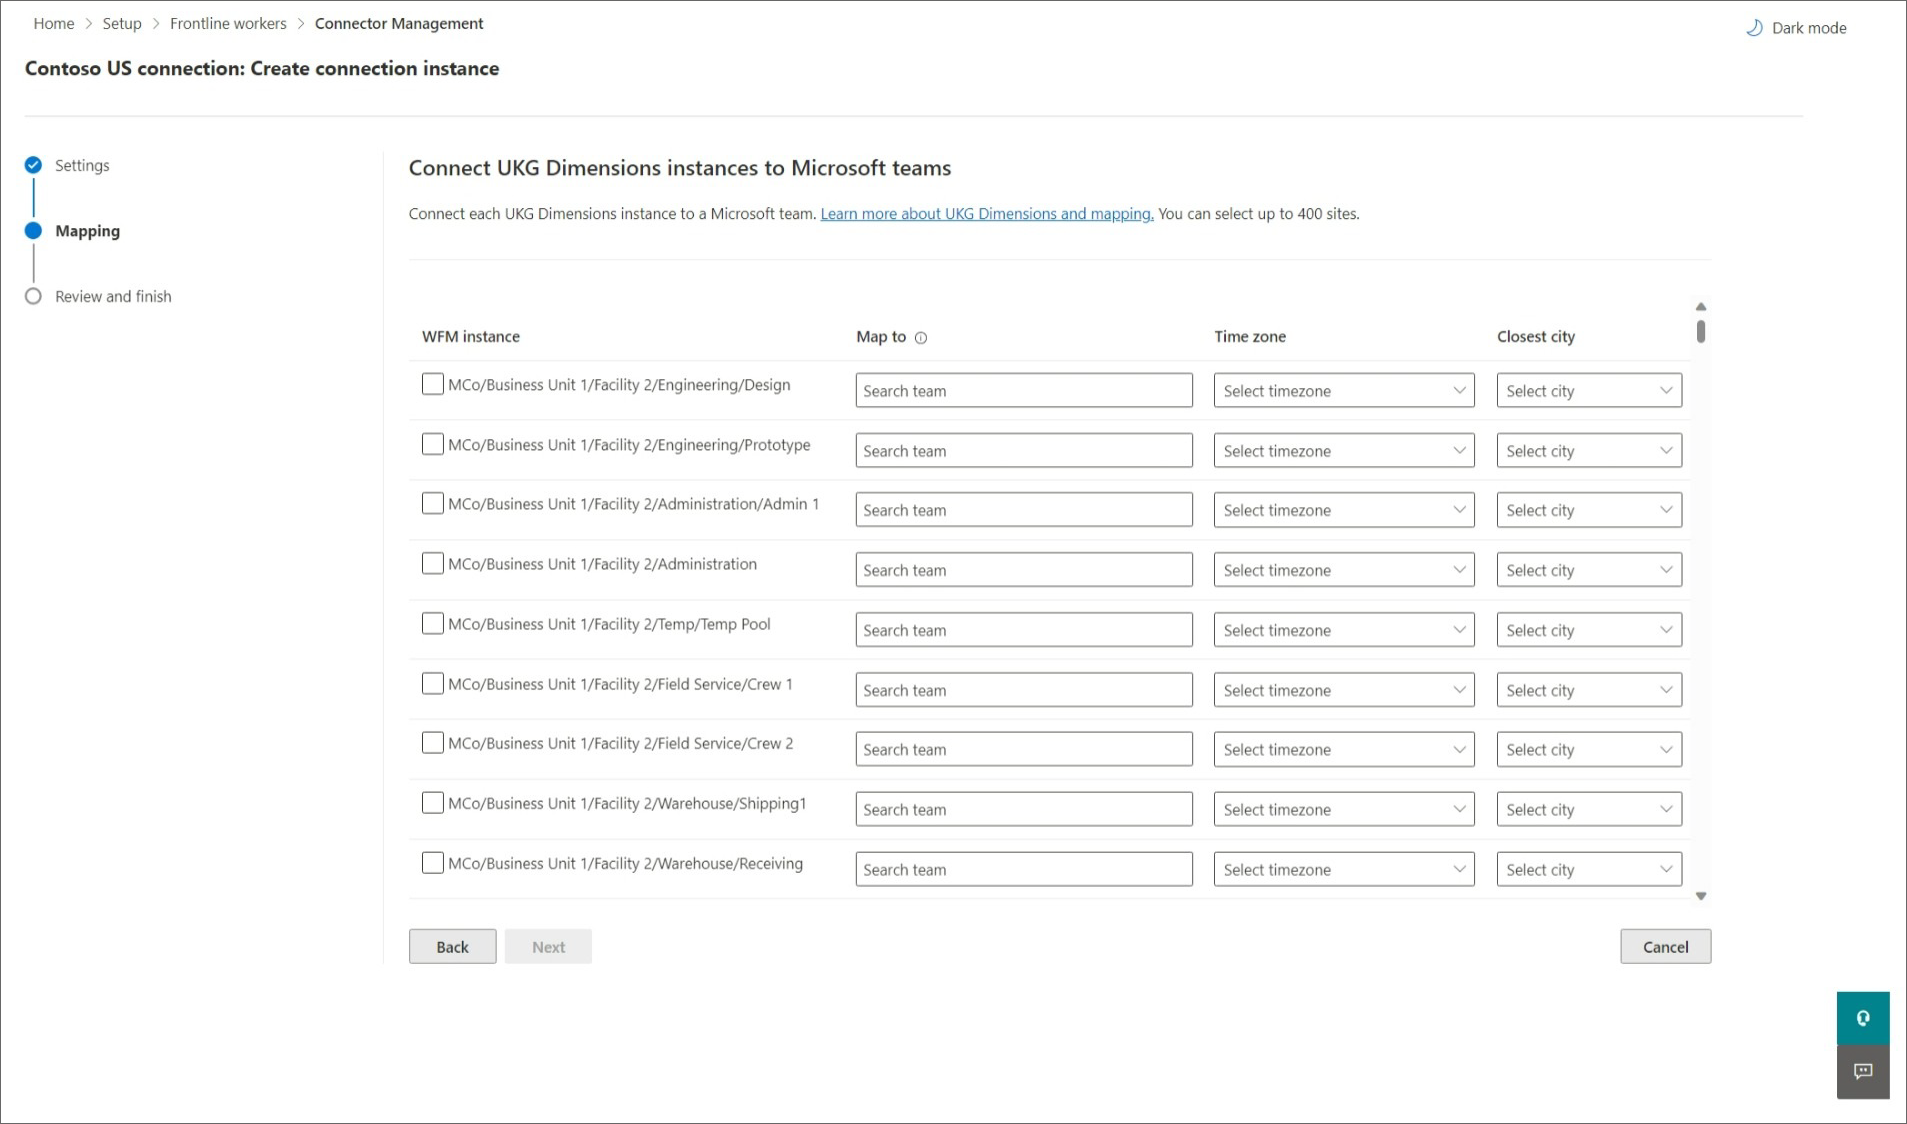 Home > Setup > Frontline workers > Connector Management
Dark mode
Contoso US connection: Create connection instance
Settings
Mapping
Review and finish
Connect UKG Dimensions instances to Microsoft teams
Connect each UKG Dimensions instance to a Microsoft team. Learn more about UKG Dimensions and mapping. You can select up to 400 sites.
WFM instance Map to Time zone Closest city
MCo/Business Unit 1/Facility 2/Engineering/Design Search team Select timezone Select city
MCo/Business Unit 1/Facility 2/Engineering/Prototype Search team Select timezone Select city
MCo/Business Unit 1/Facility 2/Administration/Admin 1 Search team Select timezone Select city
MCo/Business Unit 1/Facility 2/Administration Search team Select timezone Select city
MCo/Business Unit 1/Facility 2/Temp/Temp Pool Search team Select timezone Select city
MCo/Business Unit 1/Facility 2/Field Service/Crew 1 Search team Select timezone Select city
MCo/Business Unit 1/Facility 2/Field Service/Crew 2 Search team Select timezone Select city
MCo/Business Unit 1/Facility 2/Warehouse/Shipping1 Search team Select timezone Select city
MCo/Business Unit 1/Facility 2/Warehouse/Receiving Search team Select timezone Select city
Back Next Cancel